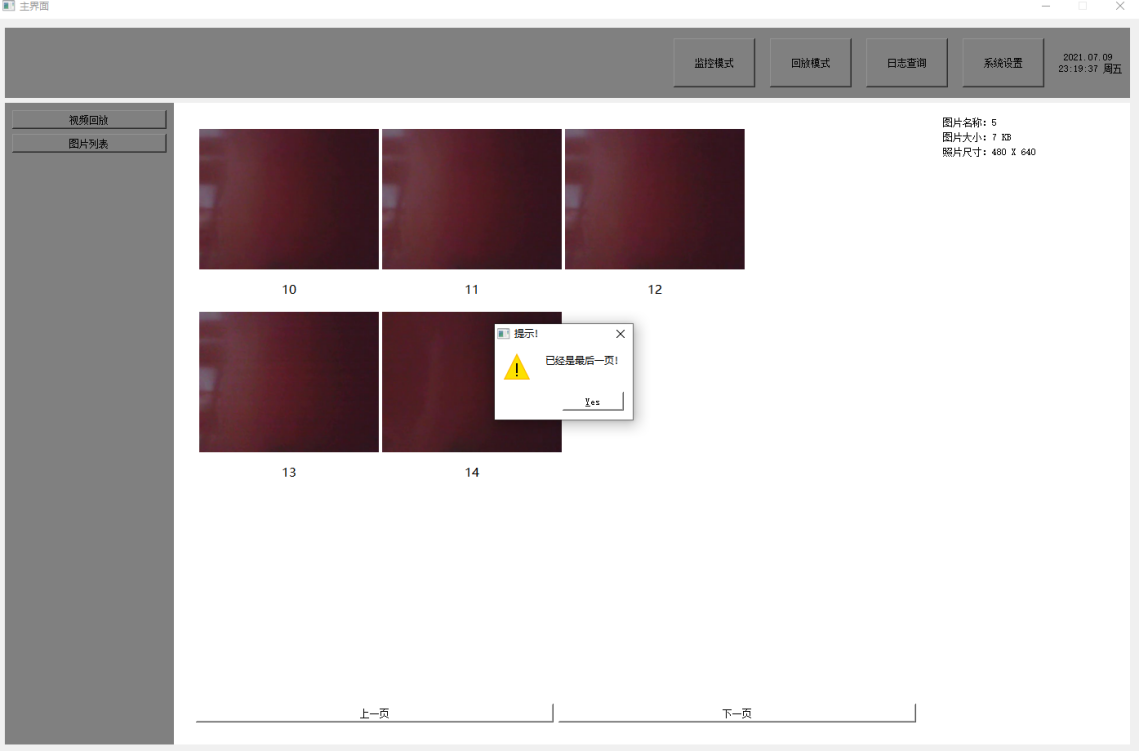 主界面
监控模式
回放模式
日志查询
系统设置
2021.07.09
23:19:37 周五
视频回放
图片列表
图片名称: 5
图片大小: 7 KB
照片尺寸: 480 X 640
10
11
12
提示!
已经是最后一页!
Yes
13
14
上一页
下一页